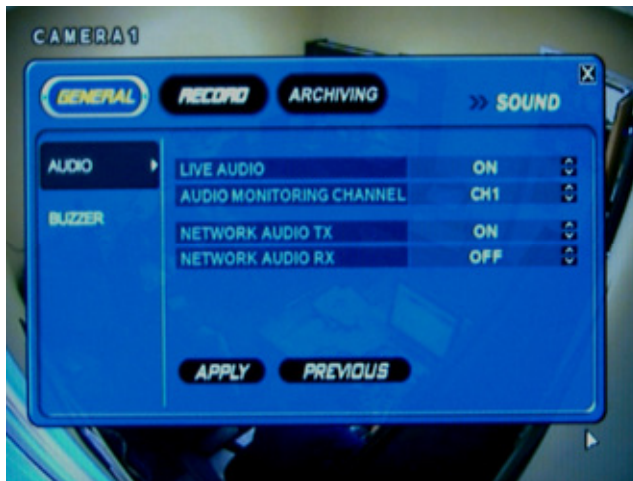 CAMERA1
GENERAL RECORD ARCHIVING >> SOUND
X
AUDIO
BUZZER
LIVE AUDIO ON
AUDIO MONITORING CHANNEL CH1
NETWORK AUDIO TX ON
NETWORK AUDIO RX OFF
APPLY PREVIOUS